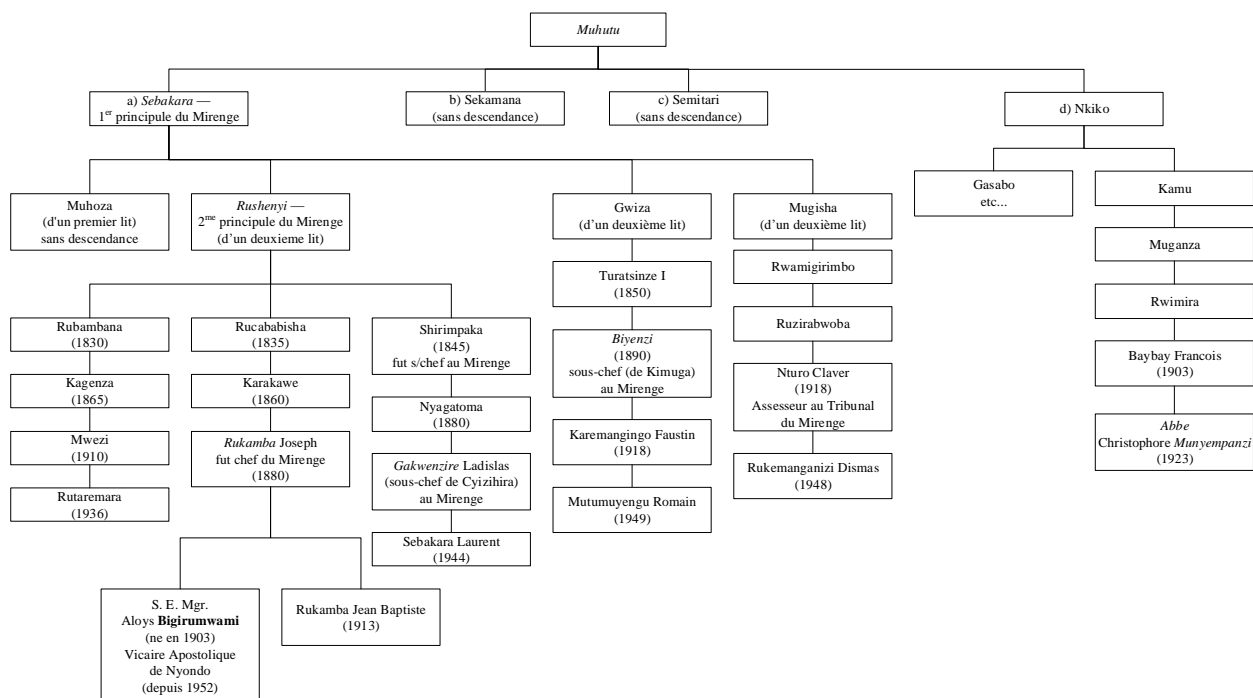 Muhutu
a) Sebakara —
1er principule du Mirenge
b) Sekamana
(sans descendance)
c) Semitari
(sans descendance)
d) Nkiko
Muhoza
(d'un premier lit)
sans descendance
Rushenyi —
2me principule du Mirenge
(d'un deuxieme lit)
Gwiza
(d'un deuxième lit)
Mugisha
(d'un deuxième lit)
Gasabo
etc...
Kamu
Muganza
Rwimira
Baybay Francois
(1903)
Abbe
Christophore Munyempanzi
(1923)
Rubambana
(1830)
Kagenza
(1865)
Mwezi
(1910)
Rutaremara
(1936)
Rucababisha
(1835)
Karakawe
(1860)
Rukamba Joseph
fut chef du Mirenge
(1880)
Shirimpaka
(1845)
fut s/chef au Mirenge
Nyagatoma
(1880)
Gakwenzire Ladislas
(sous-chef de Cyizihira)
au Mirenge
Sebakara Laurent
(1944)
Turatsinze I
(1850)
Biyenzi
(1890)
sous-chef (de Kimuga)
au Mirenge
Karemangingo Faustin
(1918)
Mutumuyengu Romain
(1949)
Rwamigirimbo
Ruzirabwoba
Nturo Claver
(1918)
Assesseur au Tribunal
du Mirenge
Rukemanganizi Dismas
(1948)
S. E. Mgr.
Aloys Bigirumwami
(ne en 1903)
Vicaire Apostolique
de Nyondo
(depuis 1952)
Rukamba Jean Baptiste
(1913)